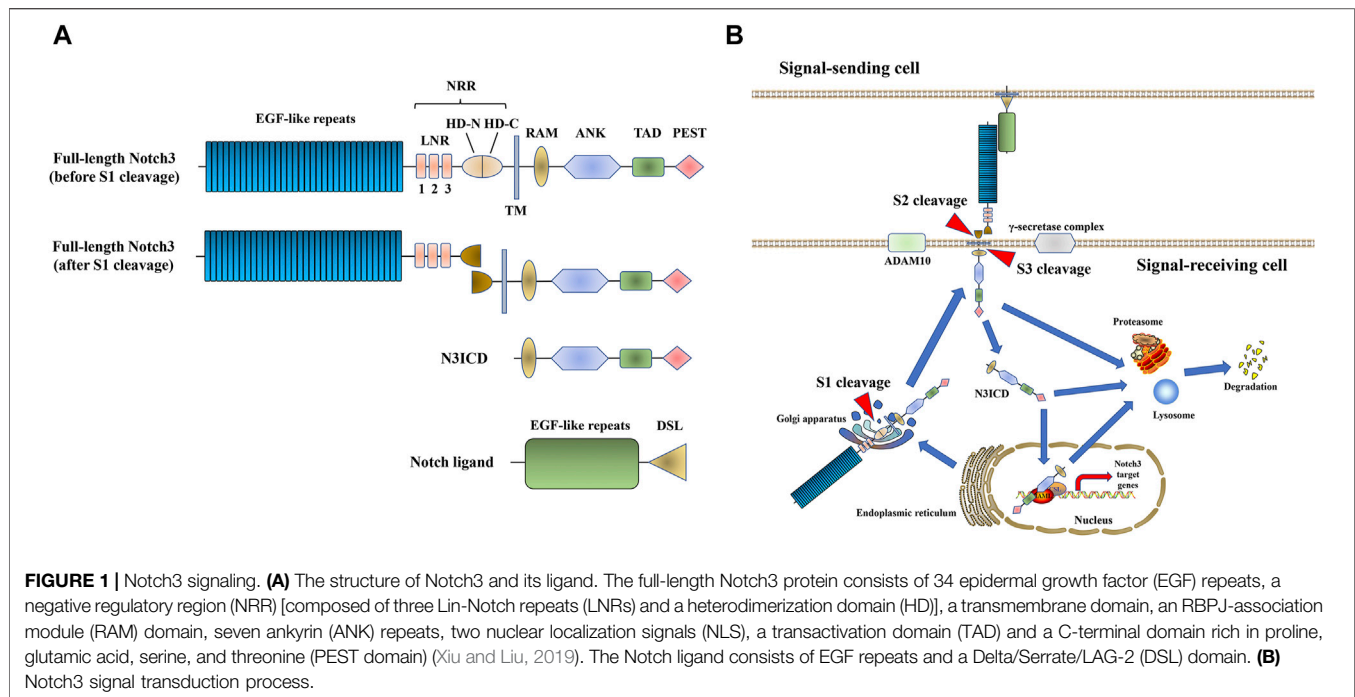 A
NRR
EGF-like repeats
HD-N HD-C
LNR
RAM ANK TAD PEST
Full-length Notch3
(before S1 cleavage)
1 2 3
TM
Full-length Notch3
(after S1 cleavage)
N3ICD
EGF-like repeats DSL
Notch ligand
B
Signal-sending cell
S2 cleavage
γ-secretase complex
ADAM10
S3 cleavage
Signal-receiving cell
Proteasome
S1 cleavage
N3ICD
Degradation
Lysosome
Golgi apparatus
Notch3
target
genes
CSL
Endoplasmic reticulum
Nucleus
FIGURE 1 | Notch3 signaling. (A) The structure of Notch3 and its ligand. The full-length Notch3 protein consists of 34 epidermal growth factor (EGF) repeats, a
negative regulatory region (NRR) [composed of three Lin-Notch repeats (LNRs) and a heterodimerization domain (HD)], a transmembrane domain, an RBPJ-association
module (RAM) domain, seven ankyrin (ANK) repeats, two nuclear localization signals (NLS), a transactivation domain (TAD) and a C-terminal domain rich in proline,
glutamic acid, serine, and threonine (PEST domain) (Xiu and Liu, 2019). The Notch ligand consists of EGF repeats and a Delta/Serrate/LAG-2 (DSL) domain. (B)
Notch3 signal transduction process.